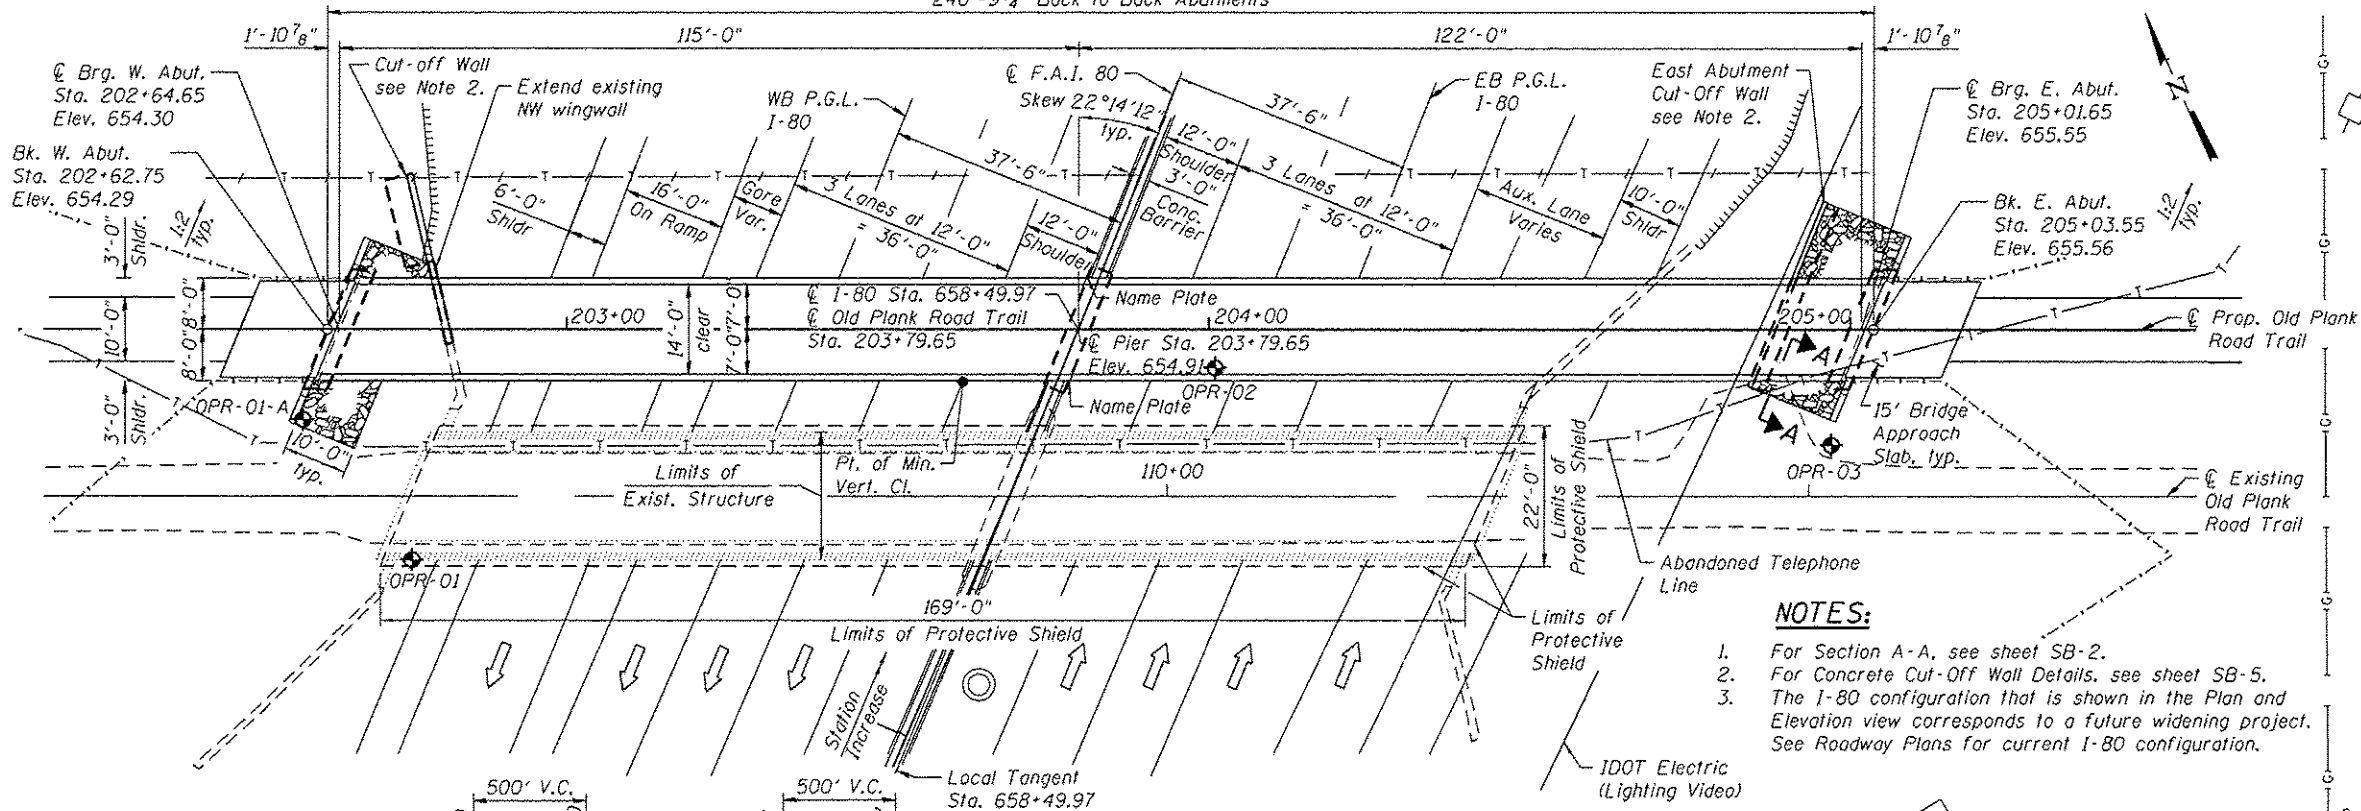 240'-9¾" Back to Back Abutments
1'-10⅞"
115'-0"
122'-0"
1'-10⅞"
℄ Brg. W. Abut.
Sta. 202+64.65
Elev. 654.30
Cut-off Wall
see Note 2.
Extend existing
NW wingwall
WB P.G.L.
I-80
℄ F.A.I. 80
Skew 22°14'12"
typ.
37'-6"
EB P.G.L.
I-80
East Abutment
Cut-Off Wall
see Note 2.
℄ Brg. E. Abut.
Sta. 205+01.65
Elev. 655.55
N
Bk. W. Abut.
Sta. 202+62.75
Elev. 654.29
Bk. E. Abut.
Sta. 205+03.55
Elev. 655.56
1:2
typ.
1:2
typ.
3'-0"
Shldr.
6'-0"
Shldr
16'-0"
On Ramp
Gore
Var.
3 Lanes at 12'-0"
= 36'-0"
37'-6"
12'-0"
Shoulder
12'-0"
Shoulder
3'-0"
Conc.
Barrier
3 Lanes at 12'-0"
= 36'-0"
Aux. Lane
Varies
10'-0"
Shldr
Name Plate
8'-0"
8'-0"
10'-0"
203+00
14'-0"
clear
7'-0"
7'-0"
℄ I-80 Sta. 658+49.97
℄ Old Plank Road Trail
Sta. 203+79.65
℄ Pier Sta. 203+79.65
Elev. 654.91
204+00
205+00
℄ Prop. Old Plank
Road Trail
A
A
OPR-02
Name Plate
3'-0"
Shldr.
OPR-01-A
10'-0"
typ.
15' Bridge
Approach
Slab, typ.
OPR-03
Limits of
Exist. Structure
Pt. of Min.
Vert. Cl.
110+00
22'-0"
Limits of
Protective Shield
℄ Existing
Old Plank
Road Trail
OPR-01
Abandoned Telephone
Line
169'-0"
Limits of Protective Shield
Limits of
Protective
Shield
Station
Increase
Local Tangent
Sta. 658+49.97
IDOT Electric
(Lighting Video)
500' V.C.
500' V.C.
NOTES:
1. For Section A-A, see sheet SB-2.
2. For Concrete Cut-Off Wall Details, see sheet SB-5.
3. The I-80 configuration that is shown in the Plan and
Elevation view corresponds to a future widening project.
See Roadway Plans for current I-80 configuration.